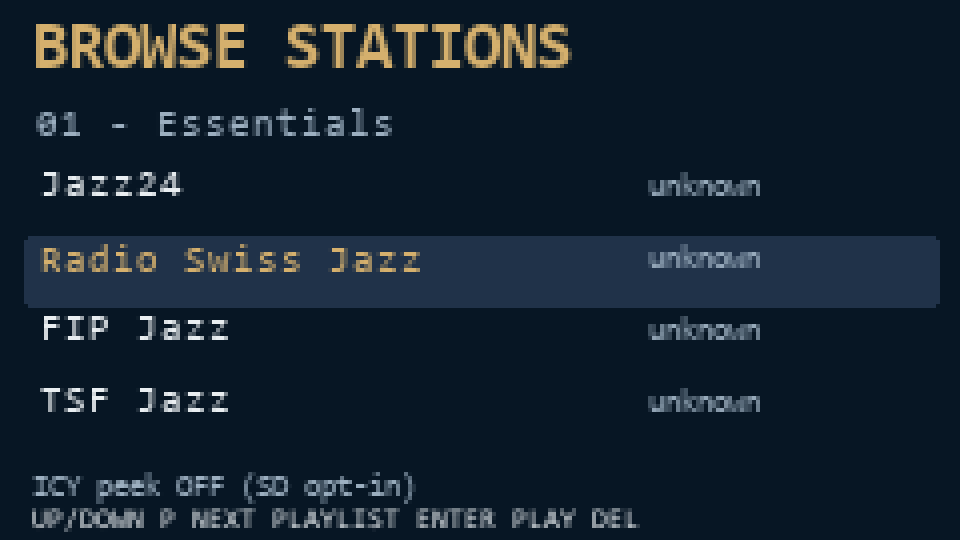 BROWSE STATIONS
01 - Essentials
Jazz24 unknown
Radio Swiss Jazz unknown
FIP Jazz unknown
TSF Jazz unknown
ICY peek OFF (SD opt-in)
UP/DOWN P NEXT PLAYLIST ENTER PLAY DEL